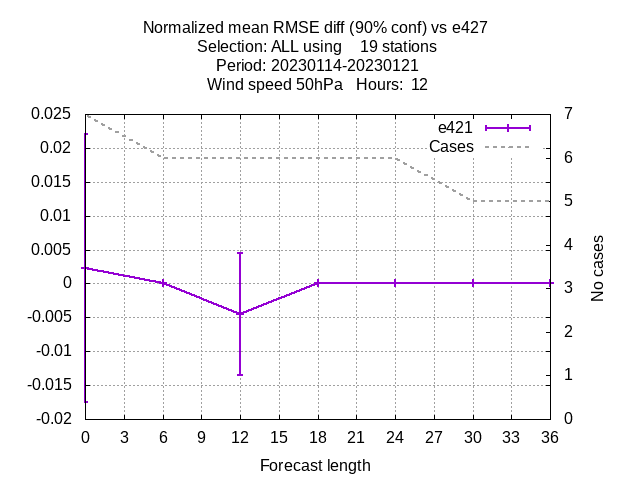 Normalized mean RMSE diff (90% conf) vs e427
Selection: ALL using    19 stations
Period: 20230114-20230121
Wind speed 50hPa   Hours:  12
0.025
0.02
0.015
0.01
0.005
0
-0.005
-0.01
-0.015
-0.02
e421
Cases
7
6
5
4
3
2
1
0
No cases
0 3 6 9 12 15 18 21 24 27 30 33 36
Forecast length